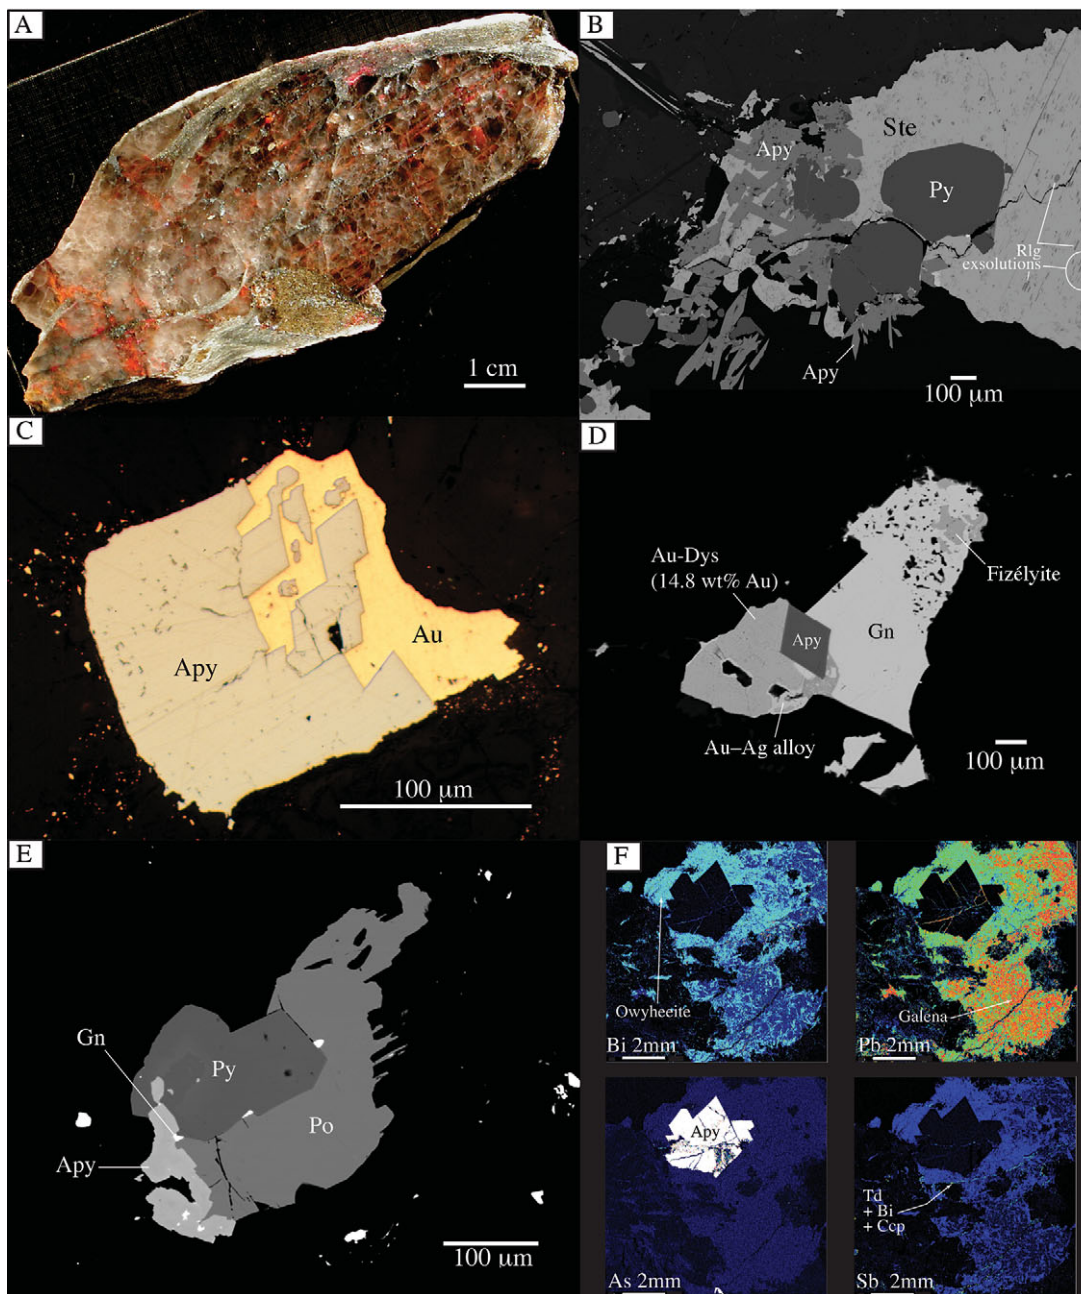 A
1 cm
B
Ste
Apy
Py
Rlg
exsolutions
Apy
100 µm
C
Apy
Au
100 µm
D
Au-Dys
(14.8 wt% Au)
Fizélyite
Apy
Gn
Au–Ag alloy
100 µm
E
Gn
Py
Po
Apy
100 µm
F
Owyheeite
Bi 2mm
Galena
Pb 2mm
Apy
As 2mm
Td
+ Bi
+ Ccp
Sb 2mm